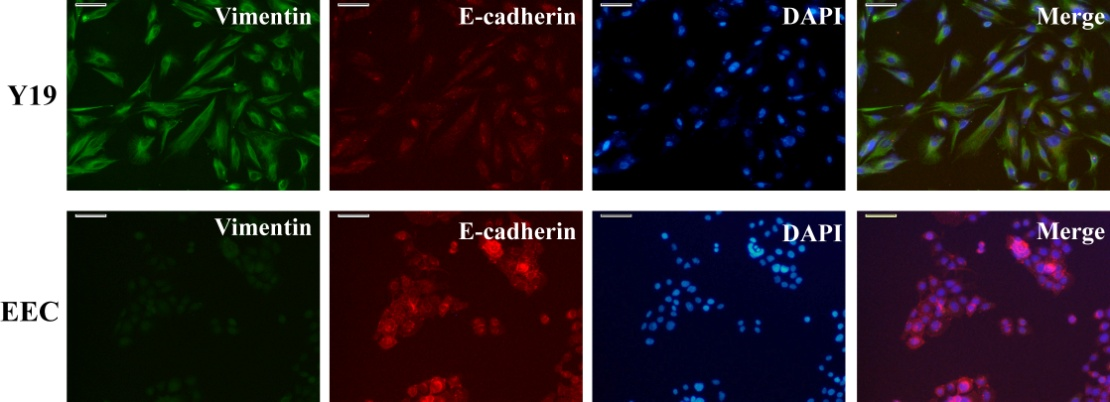 Vimentin E-cadherin DAPI Merge
Y19
Vimentin E-cadherin DAPI Merge
EEC